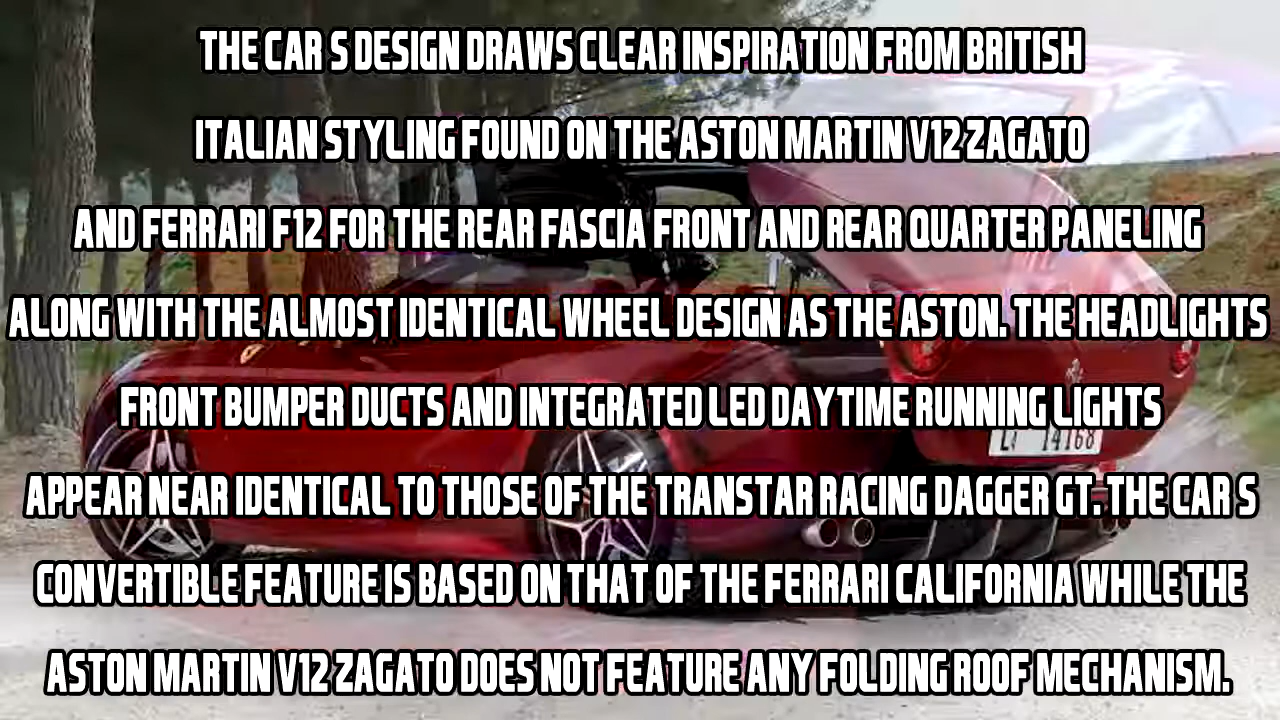 THE CAR S DESIGN DRAWS CLEAR INSPIRATION FROM BRITISH
ITALIAN STYLING FOUND ON THE ASTON MARTIN V12 ZAGATO
AND FERRARI F12 FOR THE REAR FASCIA FRONT AND REAR QUARTER PANELING
ALONG WITH THE ALMOST IDENTICAL WHEEL DESIGN AS THE ASTON. THE HEADLIGHTS
FRONT BUMPER DUCTS AND INTEGRATED LED DAYTIME RUNNING LIGHTS
APPEAR NEAR IDENTICAL TO THOSE OF THE TRANSTAR RACING DAGGER GT. THE CAR S
CONVERTIBLE FEATURE IS BASED ON THAT OF THE FERRARI CALIFORNIA WHILE THE
ASTON MARTIN V12 ZAGATO DOES NOT FEATURE ANY FOLDING ROOF MECHANISM.